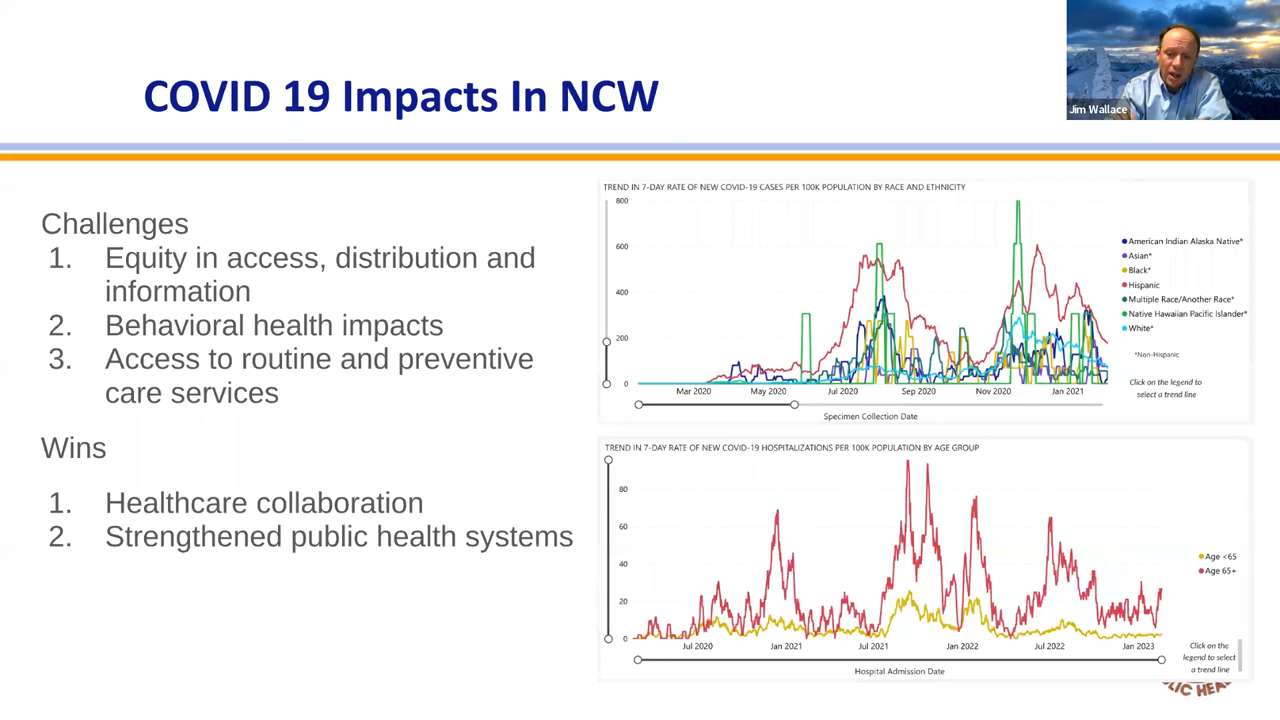 COVID 19 Impacts In NCW
Jim Wallace
Challenges
1. Equity in access, distribution and
information
2. Behavioral health impacts
3. Access to routine and preventive
care services
Wins
1. Healthcare collaboration
2. Strengthened public health systems
TREND IN 7-DAY RATE OF NEW COVID-19 CASES PER 100K POPULATION BY RACE AND ETHNICITY
800
600
400
200
0
Mar 2020 May 2020 Jul 2020 Sep 2020 Nov 2020 Jan 2021
Specimen Collection Date
American Indian Alaska Native*
Asian*
Black*
Hispanic
Multiple Race/Another Race*
Native Hawaiian Pacific Islander*
White*
*Non-Hispanic
Click on the legend to
select a trend line
TREND IN 7-DAY RATE OF NEW COVID-19 HOSPITALIZATIONS PER 100K POPULATION BY AGE GROUP
80
60
40
20
0
Jul 2020 Jan 2021 Jul 2021 Jan 2022 Jul 2022 Jan 2023
Hospital Admission Date
Age <65
Age 65+
Click on the
legend to select
a trend line